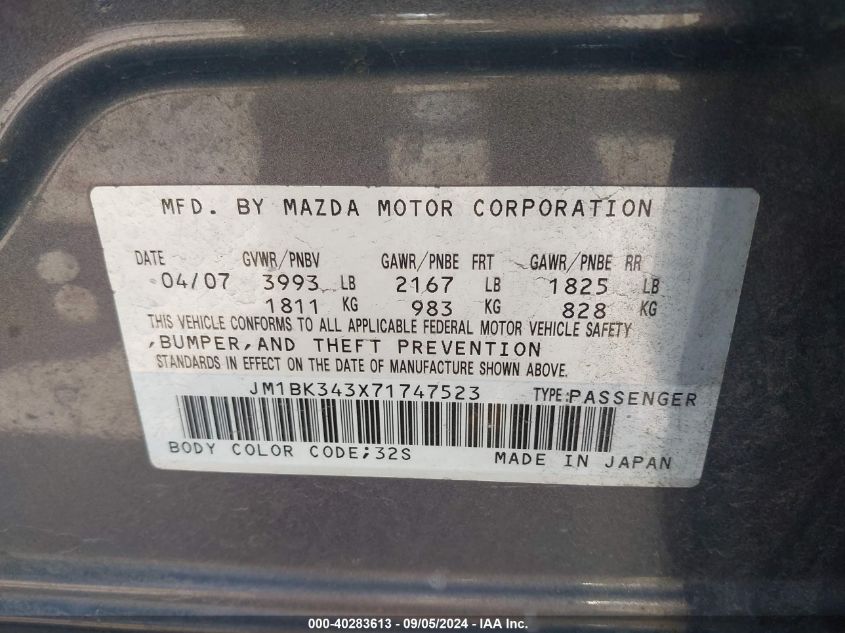 MFD. BY MAZDA MOTOR CORPORATION
DATE GVWR/PNBV GAWR/PNBE FRT GAWR/PNBE RR
04/07 3993 LB 2167 LB 1825 LB
1811 KG 983 KG 828 KG
THIS VEHICLE CONFORMS TO ALL APPLICABLE FEDERAL MOTOR VEHICLE SAFETY
,BUMPER,AND THEFT PREVENTION
STANDARDS IN EFFECT ON THE DATE OF MANUFACTURE SHOWN ABOVE.
JM1BK343X71747523 TYPE:PASSENGER
BODY COLOR CODE;32S MADE IN JAPAN
000-40283613 - 09/05/2024 - IAA Inc.